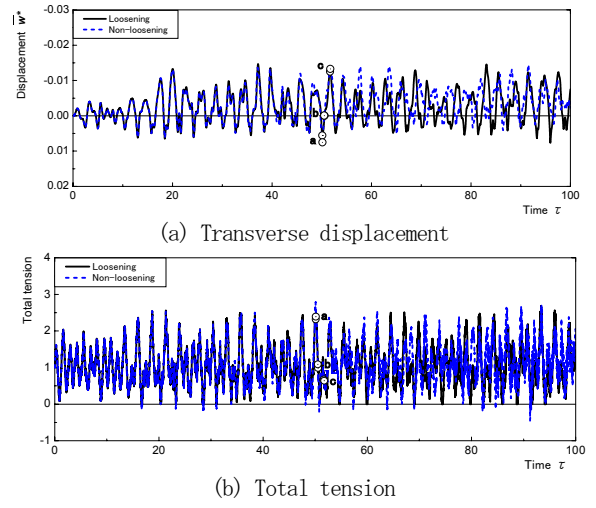 Displacement w̄*
-0.03
-0.02
-0.01
0.00
0.01
0.02
Loosening
Non-loosening
c
b
a
0 20 40 60 80 100
Time τ
(a) Transverse displacement
Total tension
4
3
2
1
0
-1
Loosening
Non-loosening
a
b
c
0 20 40 60 80 100
Time τ
(b) Total tension